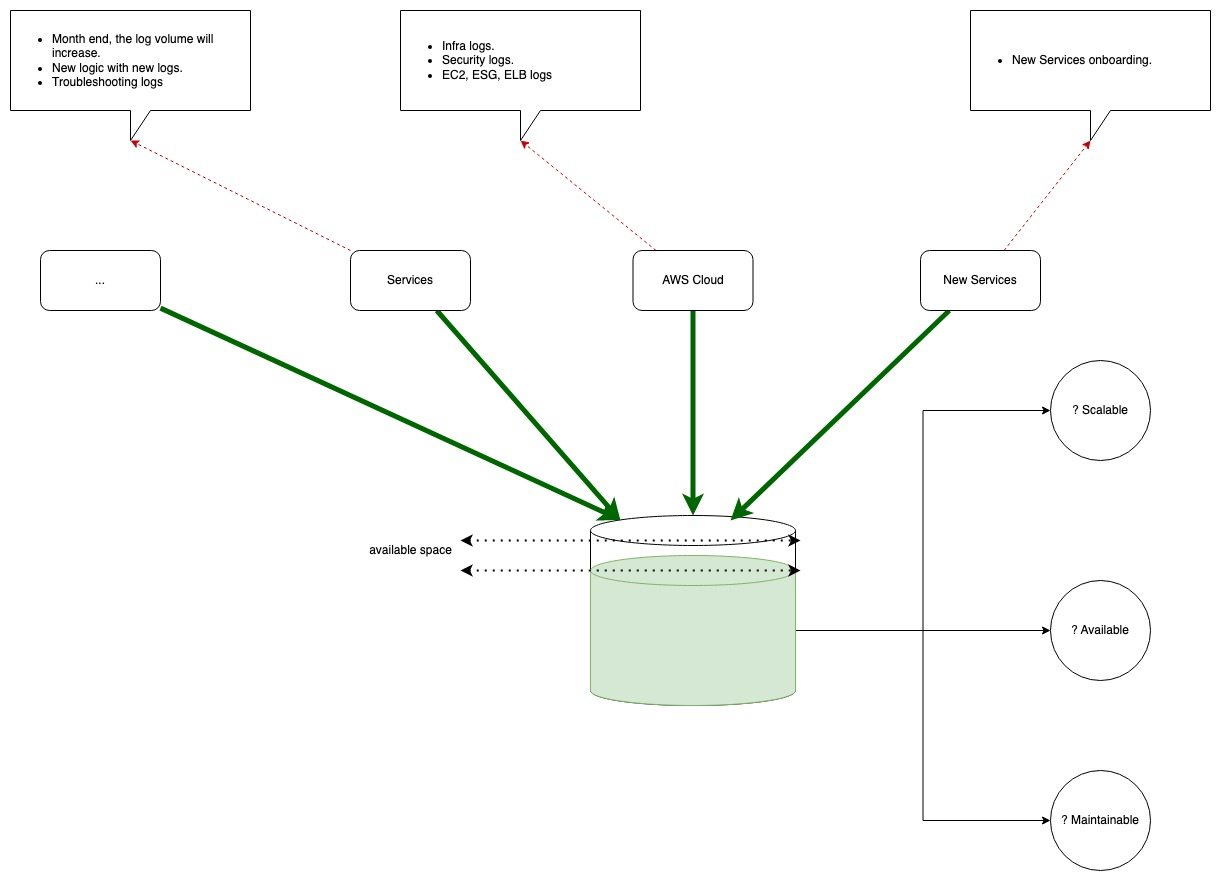 Month end, the log volume will
increase.
New logic with new logs.
Troubleshooting logs
Infra logs.
Security logs.
EC2, ESG, ELB logs
New Services onboarding.
...
Services
AWS Cloud
New Services
? Scalable
available space
? Available
? Maintainable